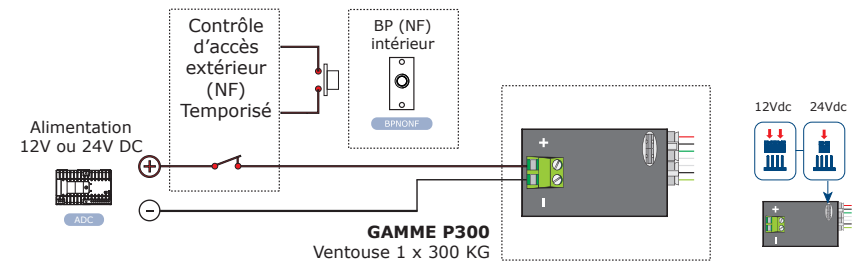 Contrôle
d'accès
extérieur
(NF)
Temporisé
BP (NF)
intérieur
BPNONF
Alimentation
12V ou 24V DC
+
-
ADC
+
-
GAMME P300
Ventouse 1 x 300 KG
12Vdc
24Vdc
+
-